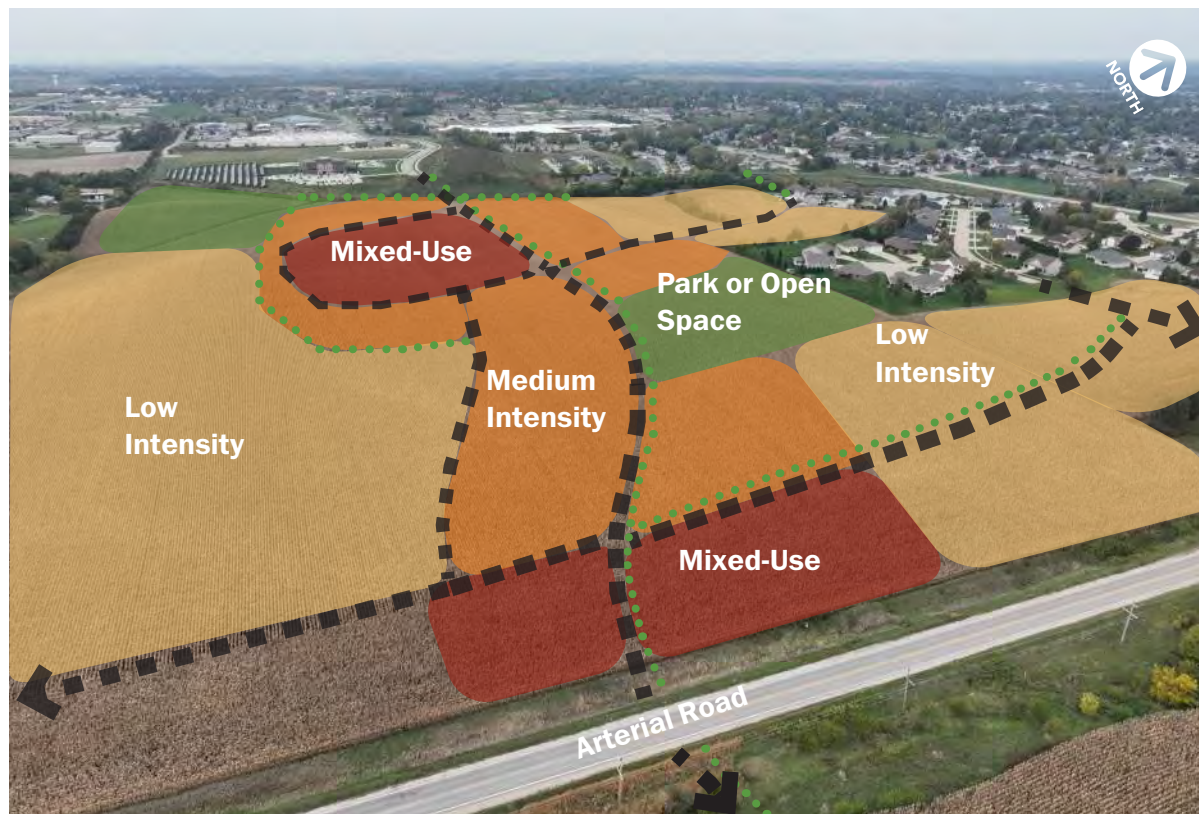 NORTH
Mixed-Use
Park or Open
Space
Low
Intensity
Medium
Intensity
Low
Intensity
Mixed-Use
Arterial Road